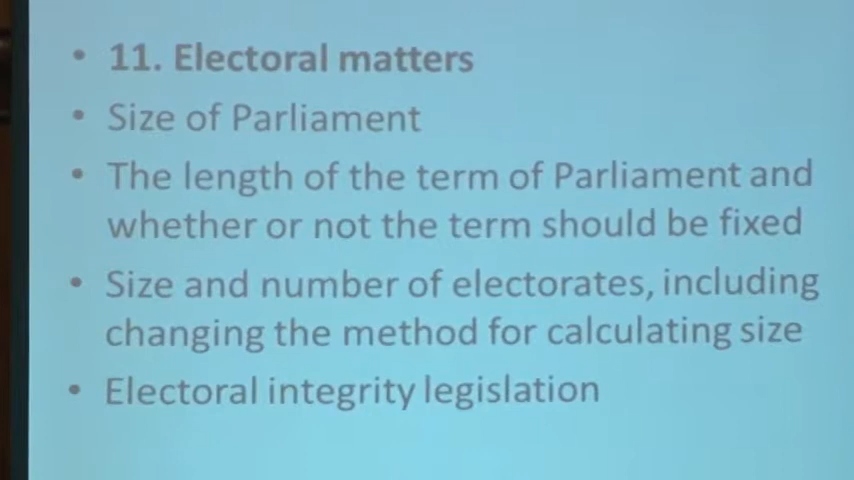 • 11. Electoral matters
• Size of Parliament
• The length of the term of Parliament and
whether or not the term should be fixed
• Size and number of electorates, including
changing the method for calculating size
• Electoral integrity legislation